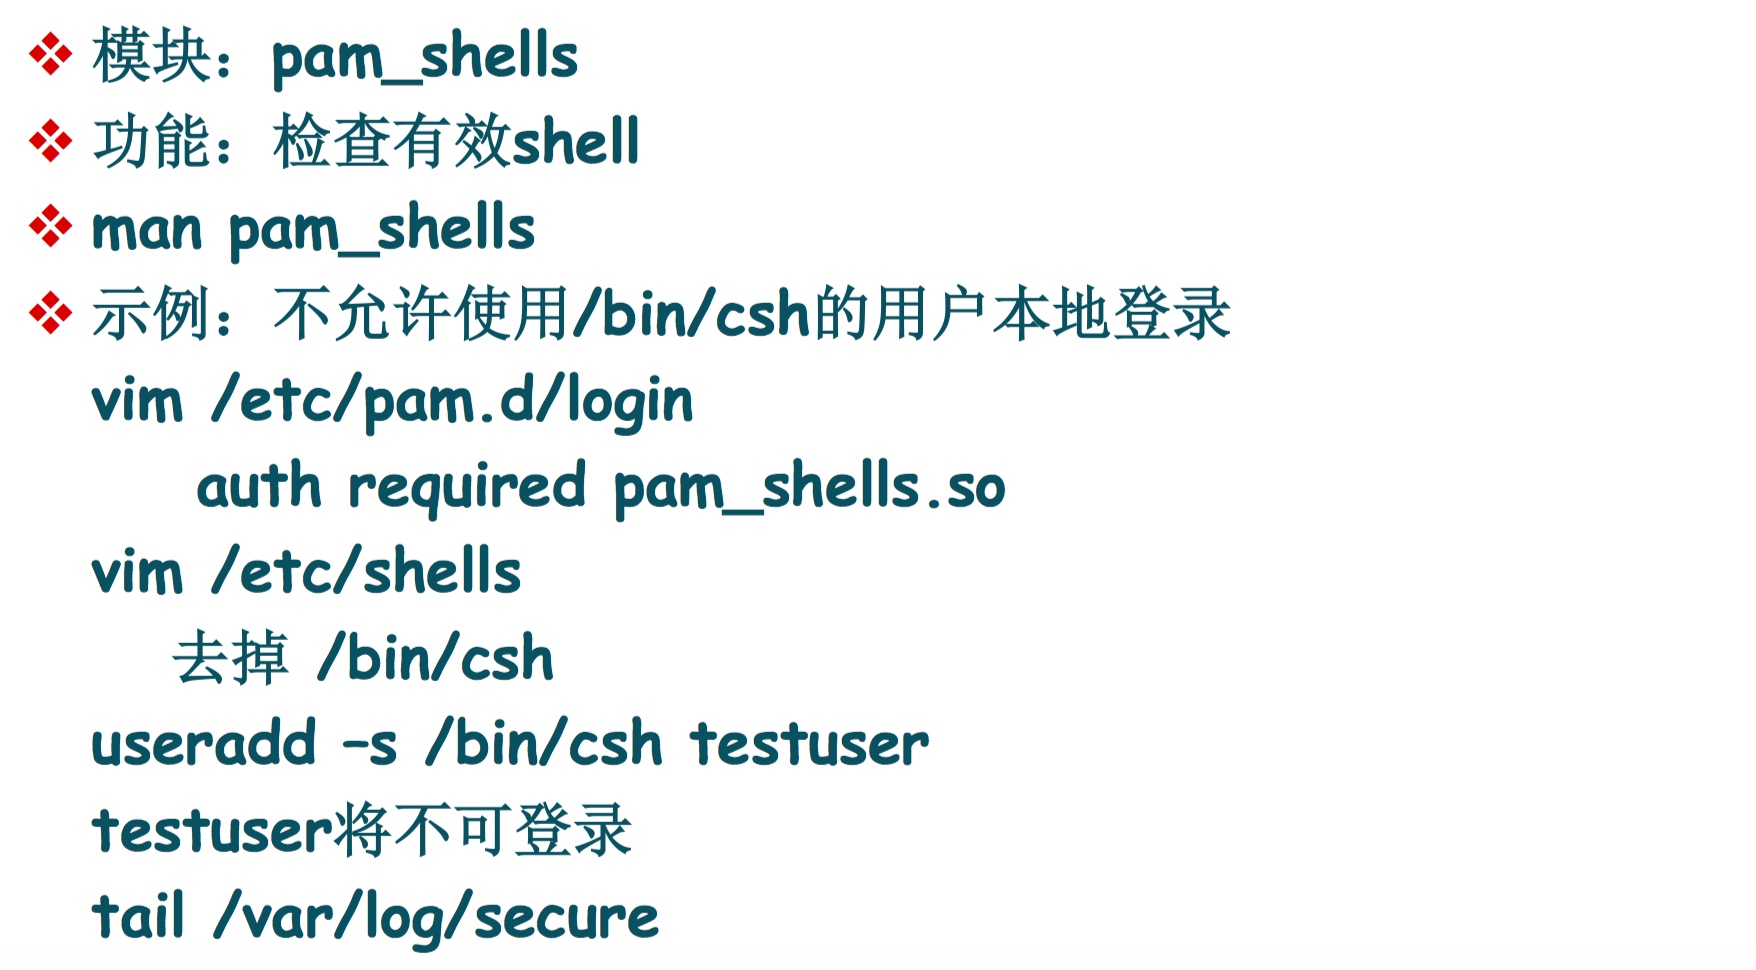 ❖ 模块：pam_shells
❖ 功能：检查有效shell
❖ man pam_shells
❖ 示例：不允许使用/bin/csh的用户本地登录
vim /etc/pam.d/login
auth required pam_shells.so
vim /etc/shells
去掉 /bin/csh
useradd –s /bin/csh testuser
testuser将不可登录
tail /var/log/secure